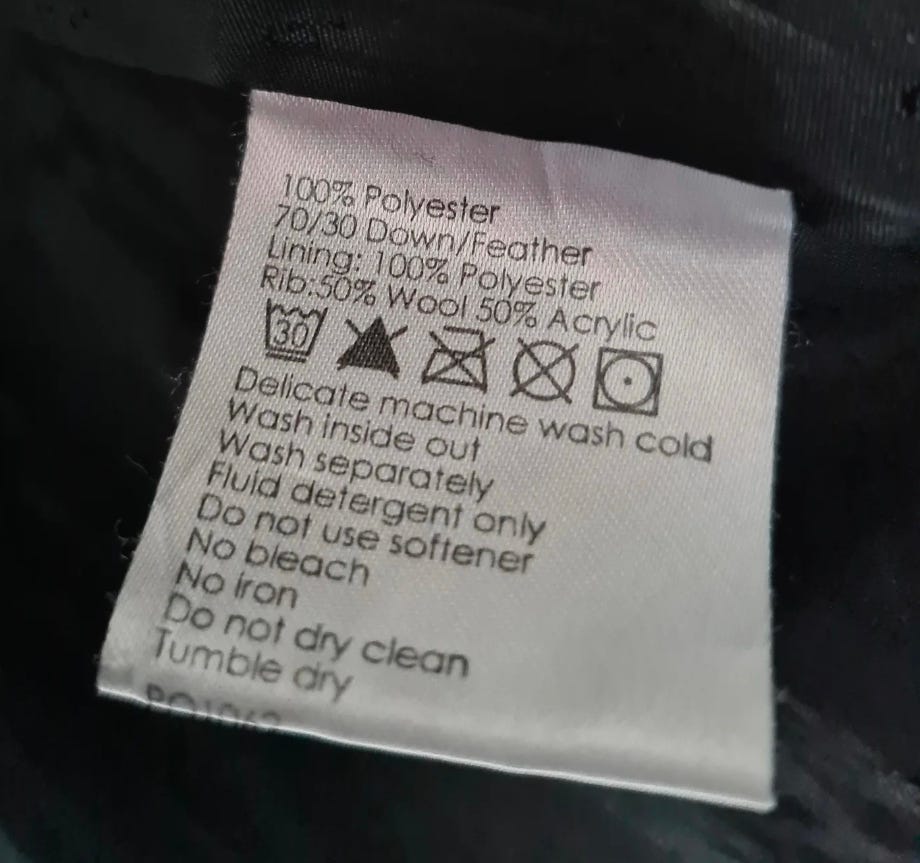 100% Polyester
70/30 Down/Feather
Lining: 100% Polyester
Rib:50% Wool 50% Acrylic
30
Delicate machine wash cold
Wash inside out
Wash separately
Fluid detergent only
Do not use softener
No bleach
No Iron
Do not dry clean
Tumble dry